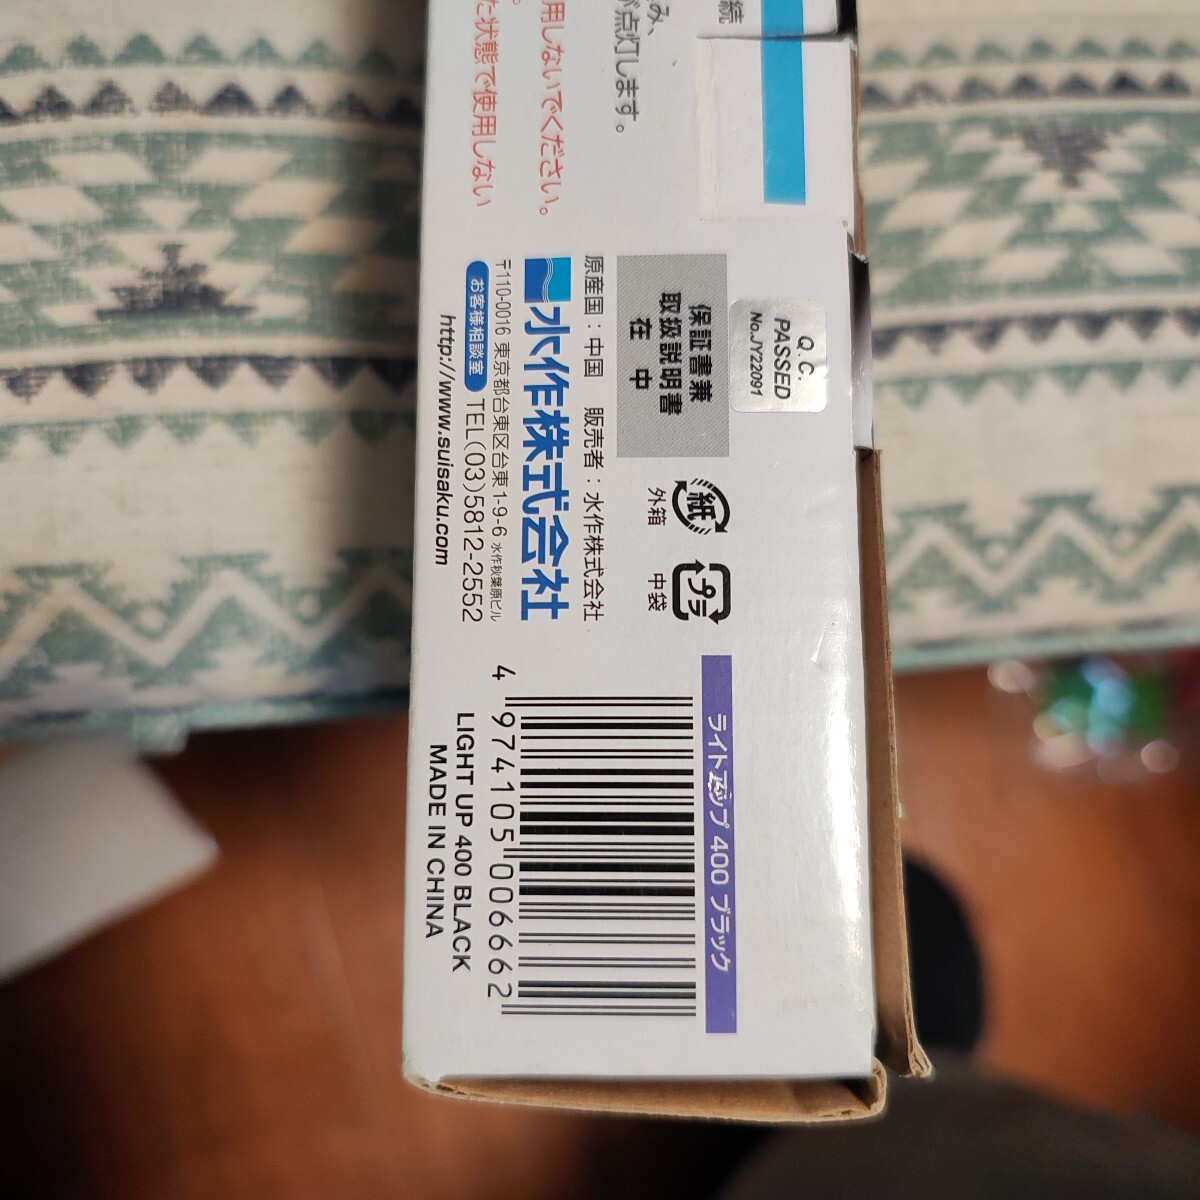 続
み、
が点灯します。
用しないでください。
た状態で使用しない
Q.C.
PASSED
No.JY22091
保証書兼
取扱説明書
在中
紙
外箱
プラ
中袋
原産国：中国 販売者：水作株式会社
水作株式会社
〒110-0016 東京都台東区台東1-9-6 水作秋葉原ビル
お客様相談室 TEL(03)5812-2552
http://www.suisaku.com
ライトアップ 400 ブラック
4 974105 006662
LIGHT UP 400 BLACK
MADE IN CHINA